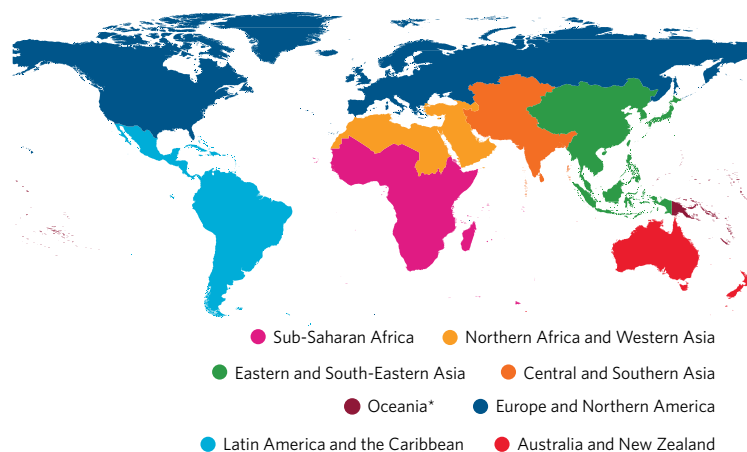 Sub-Saharan Africa Northern Africa and Western Asia
Eastern and South-Eastern Asia Central and Southern Asia
Oceania* Europe and Northern America
Latin America and the Caribbean Australia and New Zealand